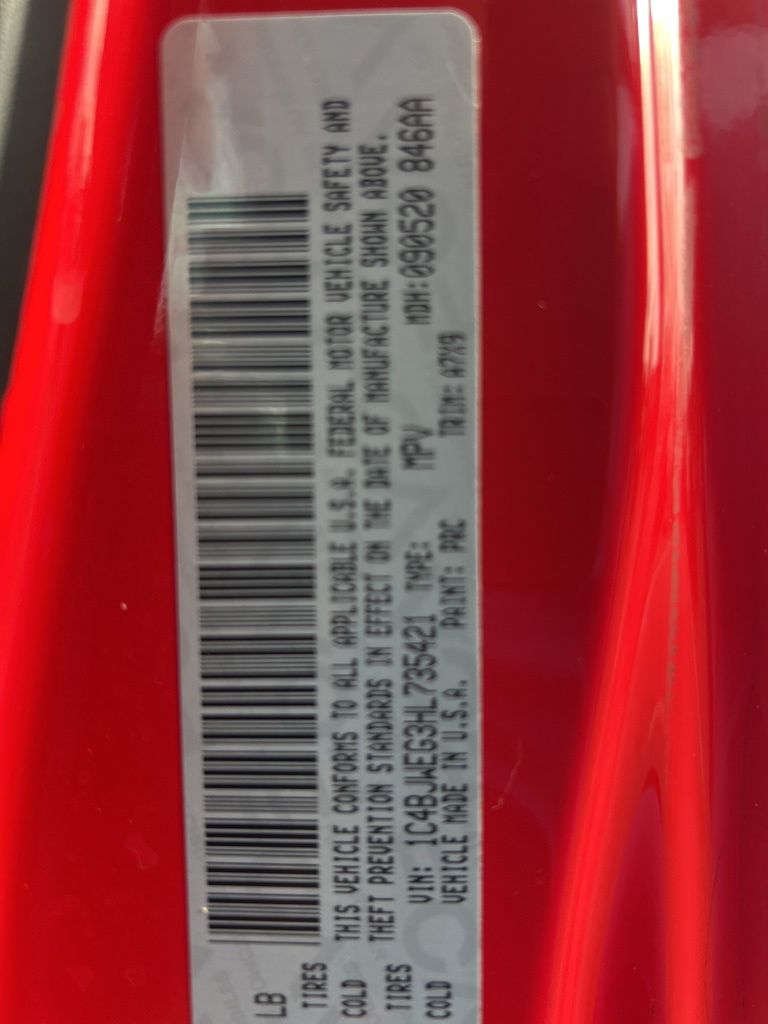 LB
TIRES
COLD
TIRES
COLD
THIS VEHICLE CONFORMS TO ALL APPLICABLE U.S.A. FEDERAL MOTOR VEHICLE SAFETY AND
THEFT PREVENTION STANDARDS IN EFFECT ON THE DATE OF MANUFACTURE SHOWN ABOVE.
VIN: 1C4BJWEG3HL735421 TYPE: MPV MDH:090520 846AA
VEHICLE MADE IN U.S.A. PAINT: PRC TRIM: A7X9